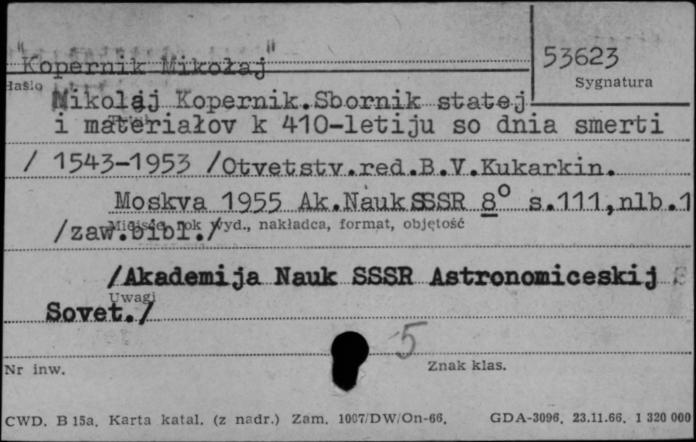 "Kopernik Mikołaj"
53623
Hasło
Sygnatura
Mikołaj Kopernik.Sbornik statej
i materiałov k 410-letiju so dnia smerti
/ 1543-1953 /Otvetstv.red.B.V.Kukarkin.
Moskva 1955 Ak.Nauk SSSR 8° s.111,nlb.1
Miejsce, rok wyd., nakładca, format, objętość
/zaw.bibl./
/Akademija Nauk SSSR Astronomiceskij
Uwagi
Sovet./
5
Nr inw.
Znak klas.
CWD. B 15a. Karta katal. (z nadr.) Zam. 1067/DW/On-66. GDA-3096. 23.11.66. 1 320 000